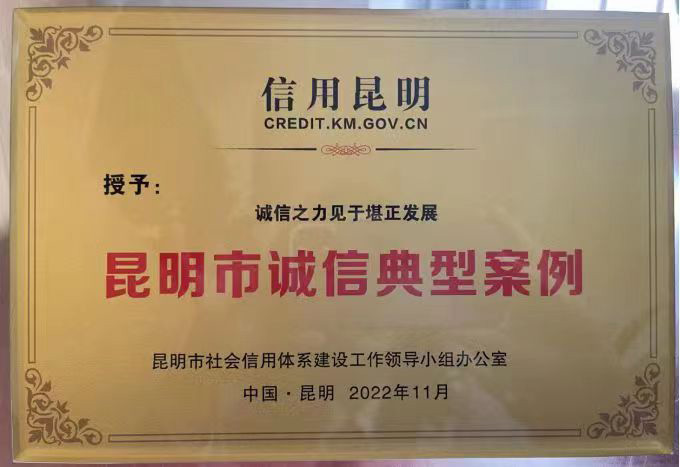 信用昆明
CREDIT.KM.GOV.CN
授予：
诚信之力见于堪正发展
昆明市诚信典型案例
昆明市社会信用体系建设工作领导小组办公室
中国·昆明 2022年11月